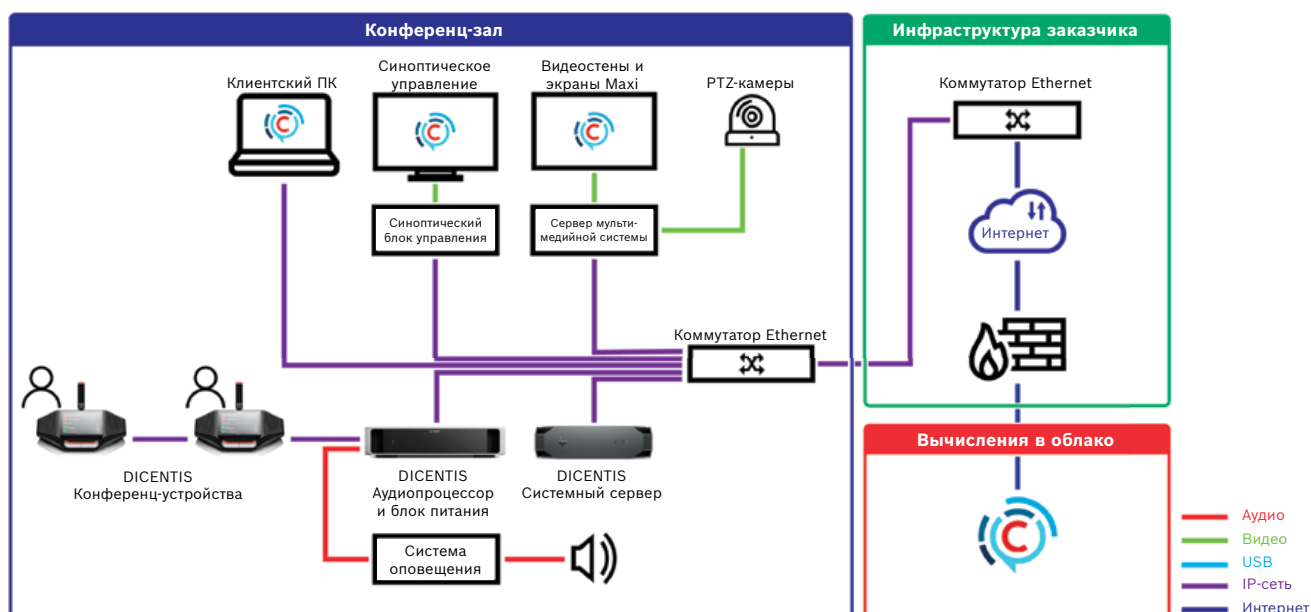 Конференц-зал
Инфраструктура заказчика
Клиентский ПК
Синоптическое
управление
Видеостены и
экраны Maxi
PTZ-камеры
Коммутатор Ethernet
Синоптический
блок управления
Сервер мульти-
медийной системы
Интернет
Коммутатор Ethernet
DICENTIS
Конференц-устройства
DICENTIS
Аудиопроцессор
и блок питания
DICENTIS
Системный сервер
Система
оповещения
Вычисления в облако
Аудио
Видео
USB
IP-сеть
Интернет